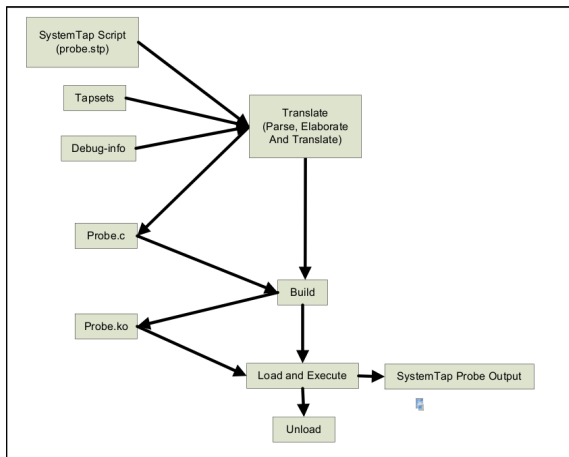 SystemTap Script
(probe.stp)
Tapsets
Debug-info
Translate
(Parse, Elaborate
And Translate)
Probe.c
Build
Probe.ko
Load and Execute
SystemTap Probe Output
Unload